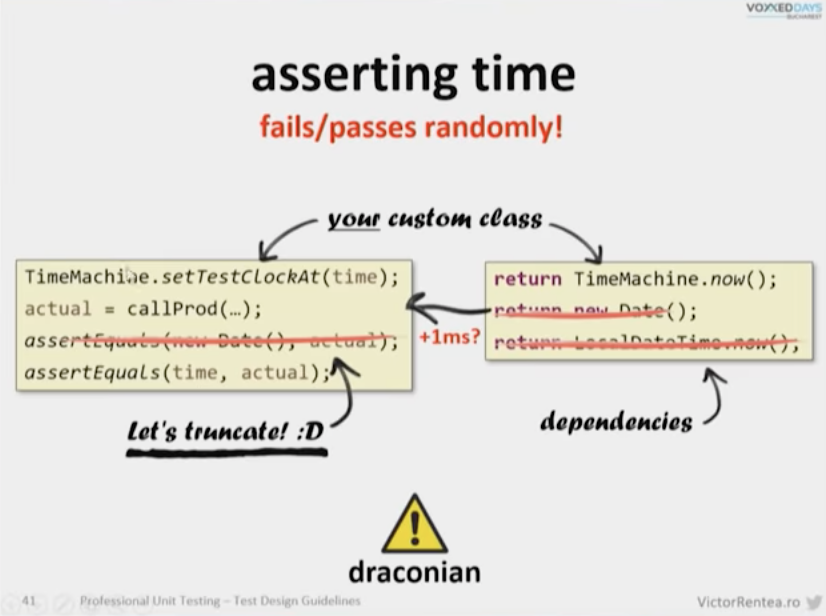 VOXXEDDAYS
BUCHAREST
asserting time
fails/passes randomly!
your custom class
TimeMachine.setTestClockAt(time);
actual = callProd(…);
assertEquals(new Date(), actual);
assertEquals(time, actual);
+1ms?
return TimeMachine.now();
return new Date();
return LocalDateTime.now();
Let's truncate! :D
dependencies
draconian
41 Professional Unit Testing – Test Design Guidelines
VictorRentea.ro